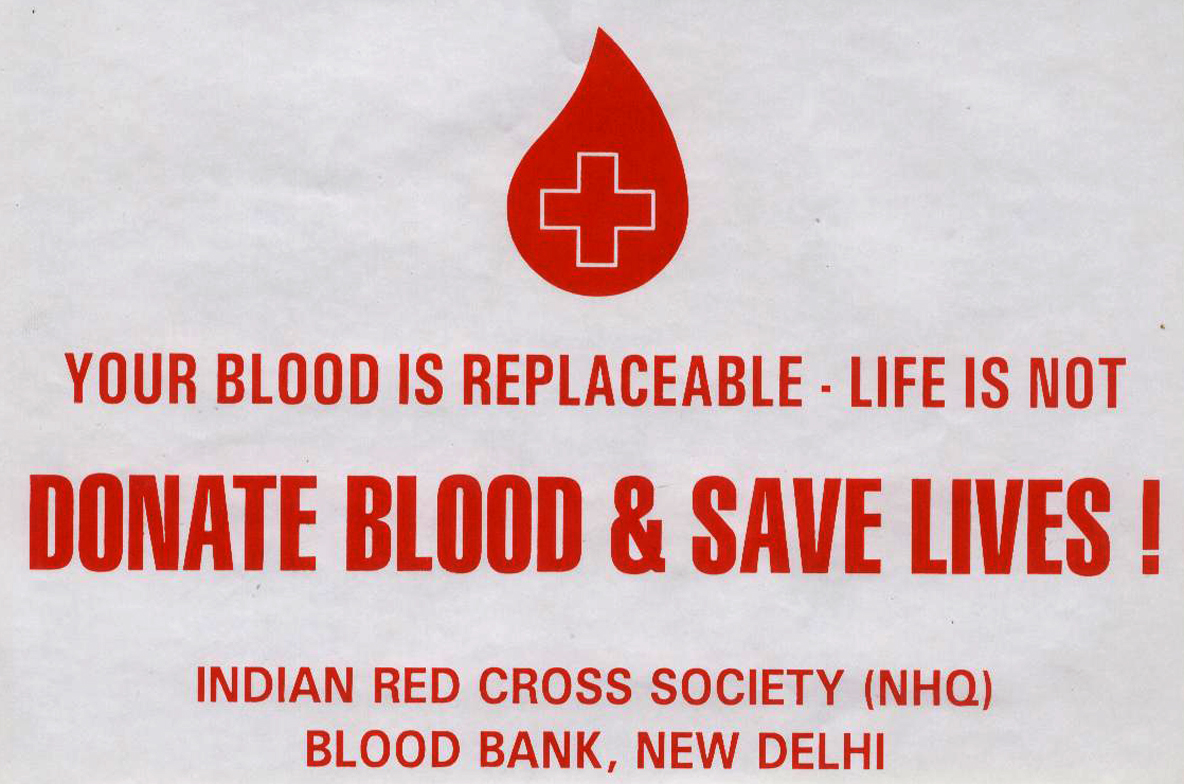 YOUR BLOOD IS REPLACEABLE - LIFE IS NOT
DONATE BLOOD & SAVE LIVES !
INDIAN RED CROSS SOCIETY (NHQ)
BLOOD BANK, NEW DELHI